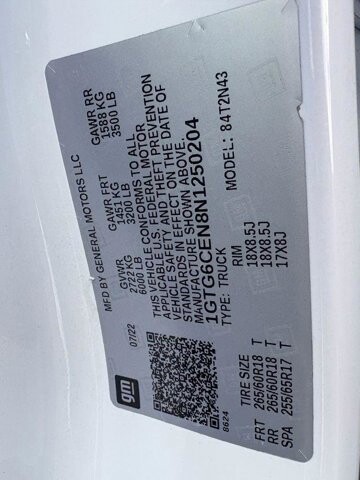 gm
MFD BY GENERAL MOTORS LLC
07/22
GVWR
2722 KG
6000 LB
GAWR FRT
1451 KG
3200 LB
GAWR RR
1588 KG
3500 LB
THIS VEHICLE CONFORMS TO ALL
APPLICABLE U.S. FEDERAL MOTOR
VEHICLE SAFETY, AND THEFT PREVENTION
STANDARDS IN EFFECT ON THE DATE OF
MANUFACTURE SHOWN ABOVE.
1GTG6CEN8N1250204
TYPE: TRUCK
MODEL: 84T2N43
8624
TIRE SIZE RIM
FRT 265/60R18 T 18X8.5J
RR 265/60R18 T 18X8.5J
SPA 255/65R17 T 17X8J